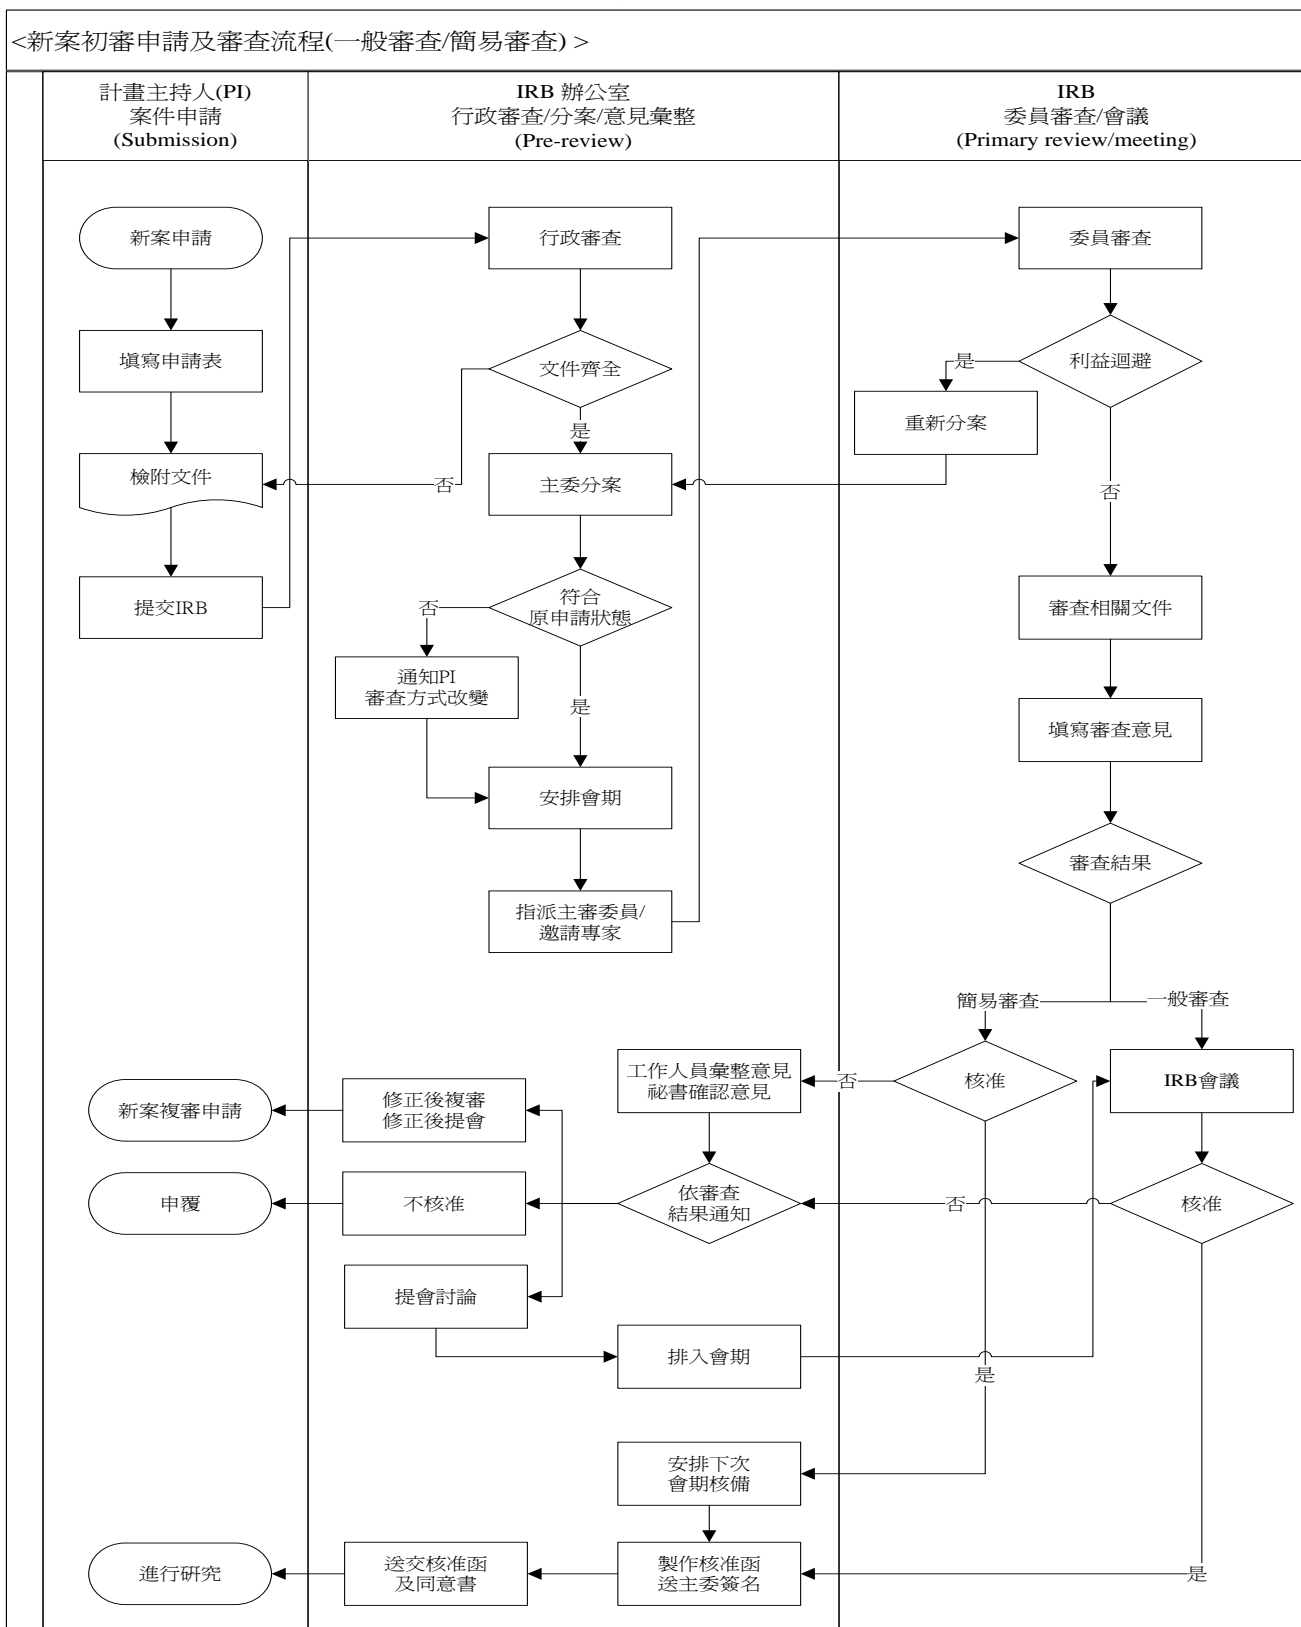 <新案初審申請及審查流程(一般審查/簡易審查) >
計畫主持人(PI)
案件申請
(Submission)
IRB 辦公室
行政審查/分案/意見彙整
(Pre-review)
IRB
委員審查/會議
(Primary review/meeting)
新案申請
行政審查
委員審查
填寫申請表
文件齊全
是
利益迴避
重新分案
是
檢附文件
否
主委分案
否
提交IRB
否
符合
原申請狀態
審查相關文件
通知PI
審查方式改變
是
填寫審查意見
安排會期
審查結果
指派主審委員/
邀請專家
簡易審查
一般審查
工作人員彙整意見
祕書確認意見
否
核准
IRB會議
新案複審申請
修正後複審
修正後提會
申覆
不核准
依審查
結果通知
否
核准
提會討論
排入會期
是
安排下次
會期核備
進行研究
送交核准函
及同意書
製作核准函
送主委簽名
是